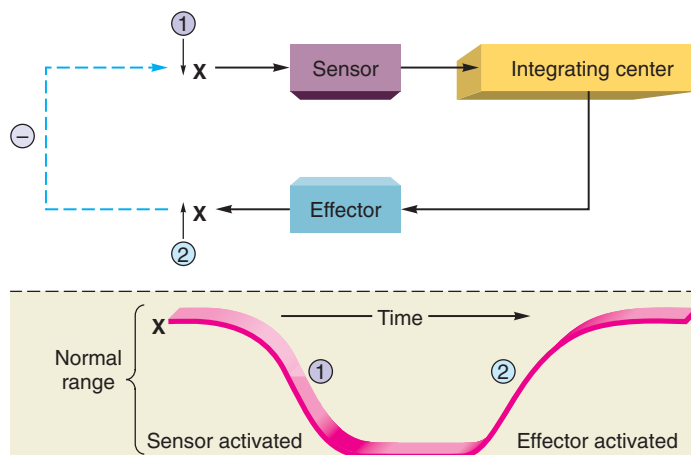 1
X
Sensor
Integrating center
−
X
Effector
2
X
Time
Normal
range
1
2
Sensor activated
Effector activated